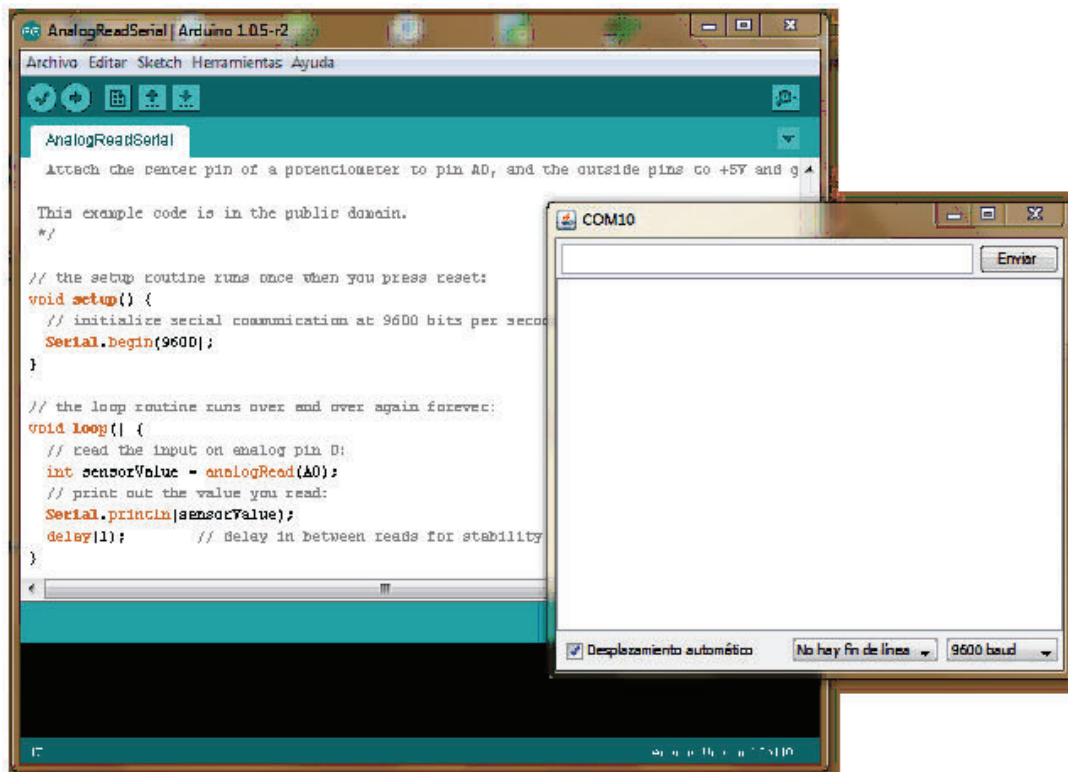 AnalogReadSerial | Arduino 1.0.5-r2
Archivo Editar Sketch Herramientas Ayuda
AnalogReadSerial
Attach the center pin of a potentiometer to pin A0, and the outside pins to +5V and g
This example code is in the public domain.
*/
// the setup routine runs once when you press reset:
void setup() {
// initialize serial communication at 9600 bits per secon
Serial.begin(9600);
}
// the loop routine runs over and over again forever:
void loop() {
// read the input on analog pin 0:
int sensorValue = analogRead(A0);
// print out the value you read:
Serial.println(sensorValue);
delay(1); // delay in between reads for stability
}
17
COM10
Enviar
Desplazamiento automático
No hay fin de línea
9600 baud